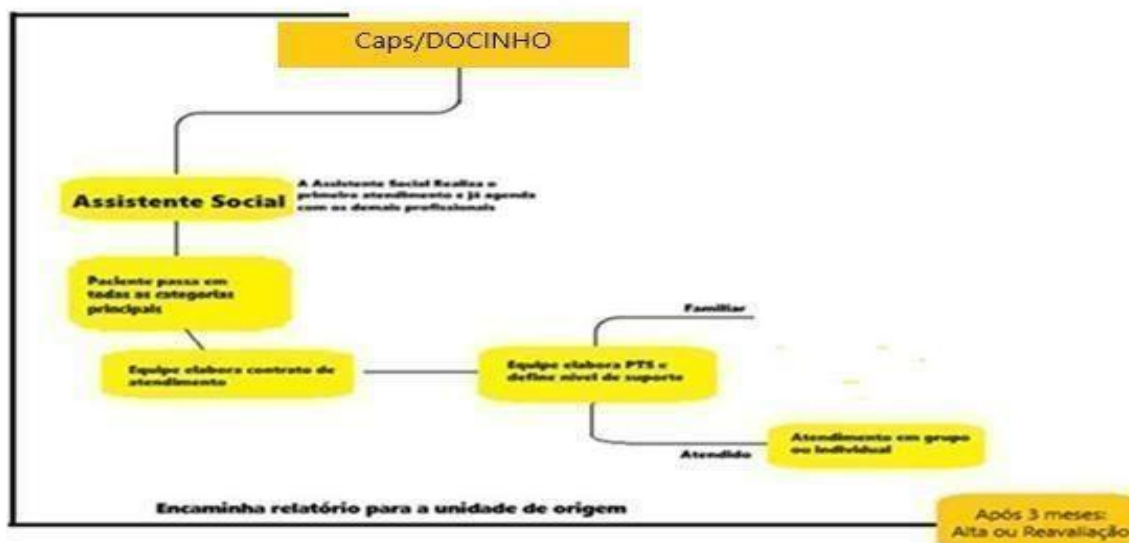 Caps/DOCINHO
Assistente Social
A Assistente Social Realiza o
primeiro atendimento e já agenda
com os demais profissionais
Paciente passa em
todas as categorias
principais
Equipe elabora contrato de
atendimento
Equipe elabora PTS e
define nível de suporte
Familiar
Atendido
Atendimento em grupo
ou individual
Encaminha relatório para a unidade de origem
Após 3 meses:
Alta ou Reavaliação